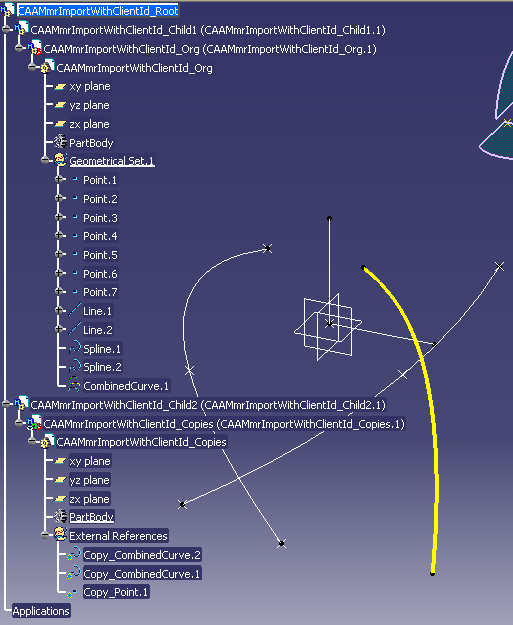 CAAMmrImportWithClientId_Root
CAAMmrImportWithClientId_Child1 (CAAMmrImportWithClientId_Child1.1)
CAAMmrImportWithClientId_Org (CAAMmrImportWithClientId_Org.1)
CAAMmrImportWithClientId_Org
xy plane
yz plane
zx plane
PartBody
Geometrical Set.1
Point.1
Point.2
Point.3
Point.4
Point.5
Point.6
Point.7
Line.1
Line.2
Spline.1
Spline.2
CombinedCurve.1
CAAMmrImportWithClientId_Child2 (CAAMmrImportWithClientId_Child2.1)
CAAMmrImportWithClientId_Copies (CAAMmrImportWithClientId_Copies.1)
CAAMmrImportWithClientId_Copies
xy plane
yz plane
zx plane
PartBody
External References
Copy_CombinedCurve.2
Copy_CombinedCurve.1
Copy_Point.1
Applications